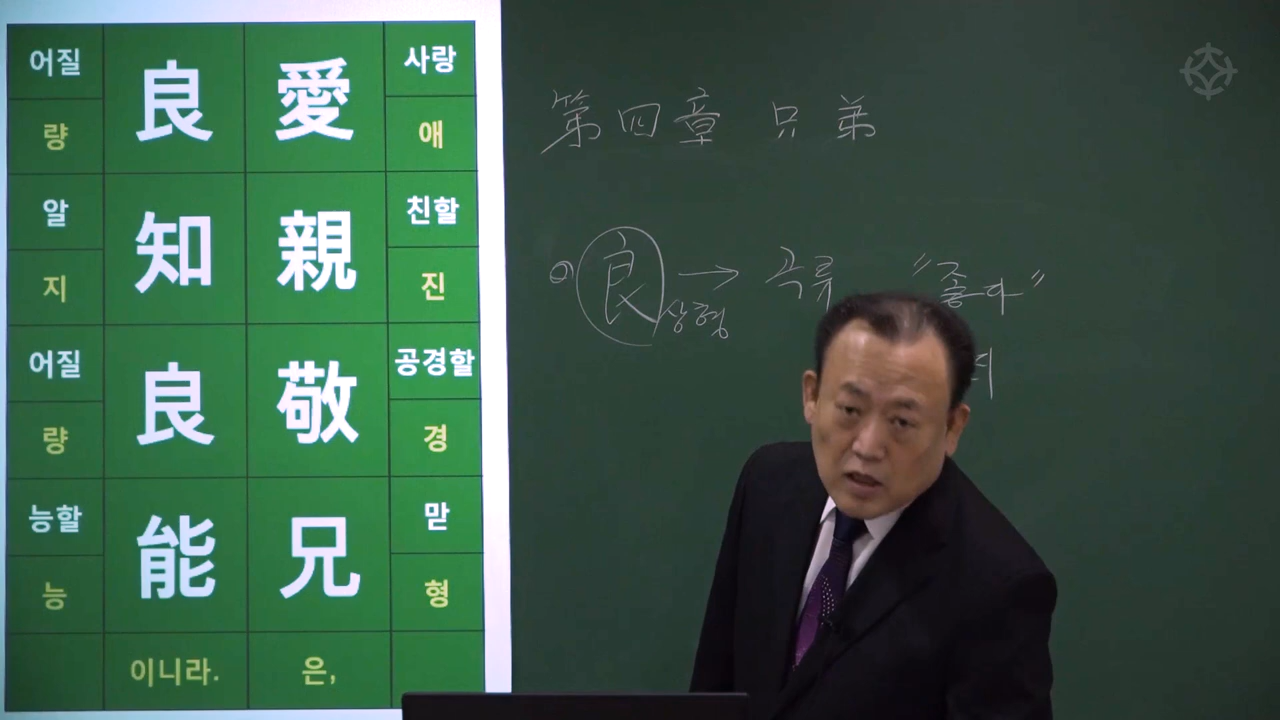 어질 良 愛 사랑
량 애
알 知 親 친할
지 진
어질 良 敬 공경할
량 경
능할 能 兄 맏
능 형
이니라. 은,
第四章 兄弟
良 → 곡류 "좋다"
상형